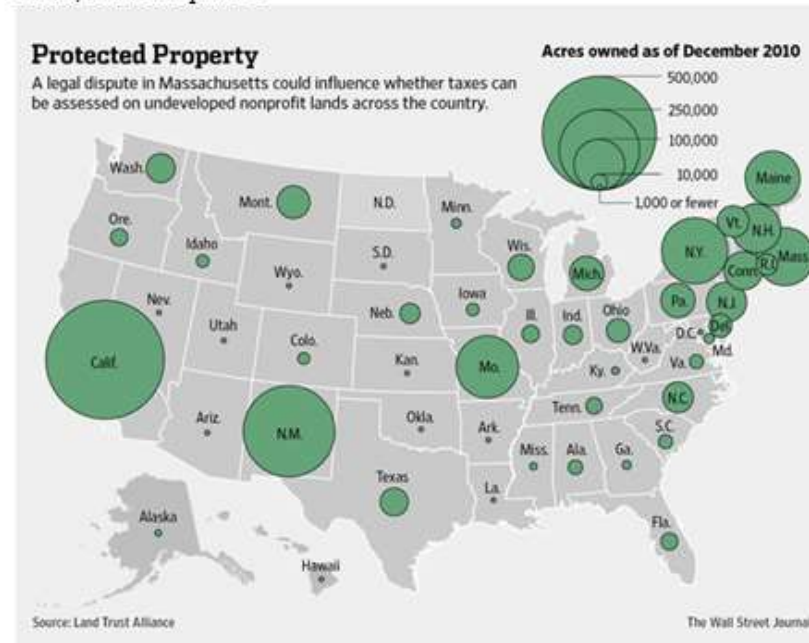 Protected Property
A legal dispute in Massachusetts could influence whether taxes can
be assessed on undeveloped nonprofit lands across the country.
Acres owned as of December 2010
500,000
250,000
100,000
10,000
1,000 or fewer
Wash.
Mont.
N.D.
Minn.
Maine
Ore.
Idaho
S.D.
Wis.
Mich.
Vt.
N.H.
N.Y.
Mass.
Conn.
R.I.
Wyo.
Nev.
Neb.
Iowa
Ill.
Ind.
Ohio
Pa.
N.J.
Del.
D.C.
Md.
Calif.
Utah
Colo.
Kan.
Mo.
W.Va.
Va.
Ky.
Tenn.
N.C.
S.C.
Ariz.
N.M.
Okla.
Ark.
Miss.
Ala.
Ga.
Texas
La.
Fla.
Alaska
Hawaii
Source: Land Trust Alliance
The Wall Street Journa